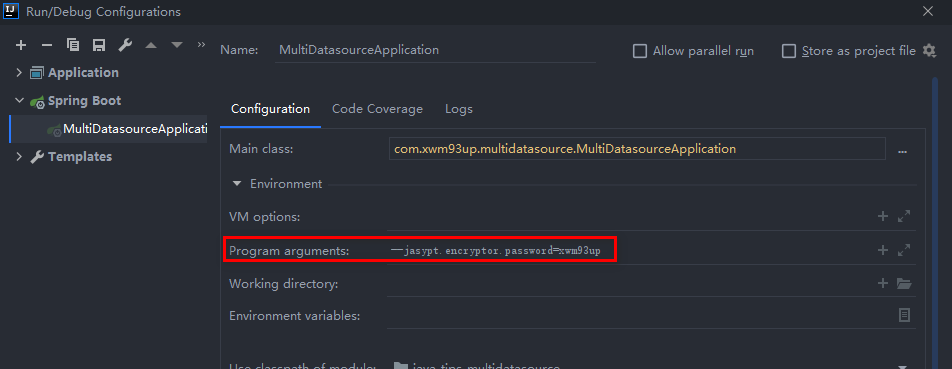 Run/Debug Configurations
Name: MultiDatasourceApplication
Allow parallel run
Store as project file
Application
Spring Boot
MultiDatasourceApplicati
Templates
Configuration Code Coverage Logs
Main class: com.xwm93up.multidatasource.MultiDatasourceApplication
Environment
VM options:
Program arguments: --jasypt.encryptor.password=xwm93up
Working directory:
Environment variables:
Use classpath of module: java-tips-multidatasource